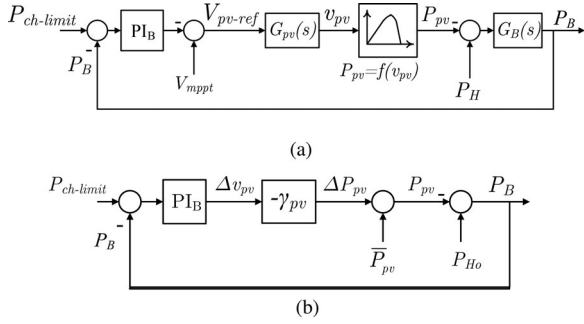 P_ch-limit
P_B
-
PI_B
-
V_mppt
V_pv-ref
G_pv(s)
v_pv
P_pv=f(v_pv)
P_pv
-
P_H
G_B(s)
P_B
(a)
P_ch-limit
P_B
-
PI_B
Δv_pv
-γ_pv
ΔP_pv
P̅_pv
P_pv
-
P_Ho
P_B
(b)